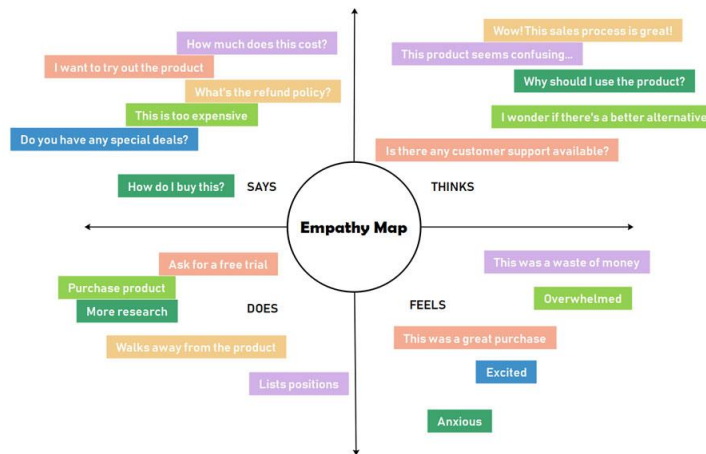 How much does this cost?
I want to try out the product
What's the refund policy?
This is too expensive
Do you have any special deals?
How do I buy this?
SAYS
Wow! This sales process is great!
This product seems confusing...
Why should I use the product?
I wonder if there's a better alternative
Is there any customer support available?
THINKS
Empathy Map
Ask for a free trial
Purchase product
More research
DOES
Walks away from the product
Lists positions
This was a waste of money
Overwhelmed
FEELS
This was a great purchase
Excited
Anxious